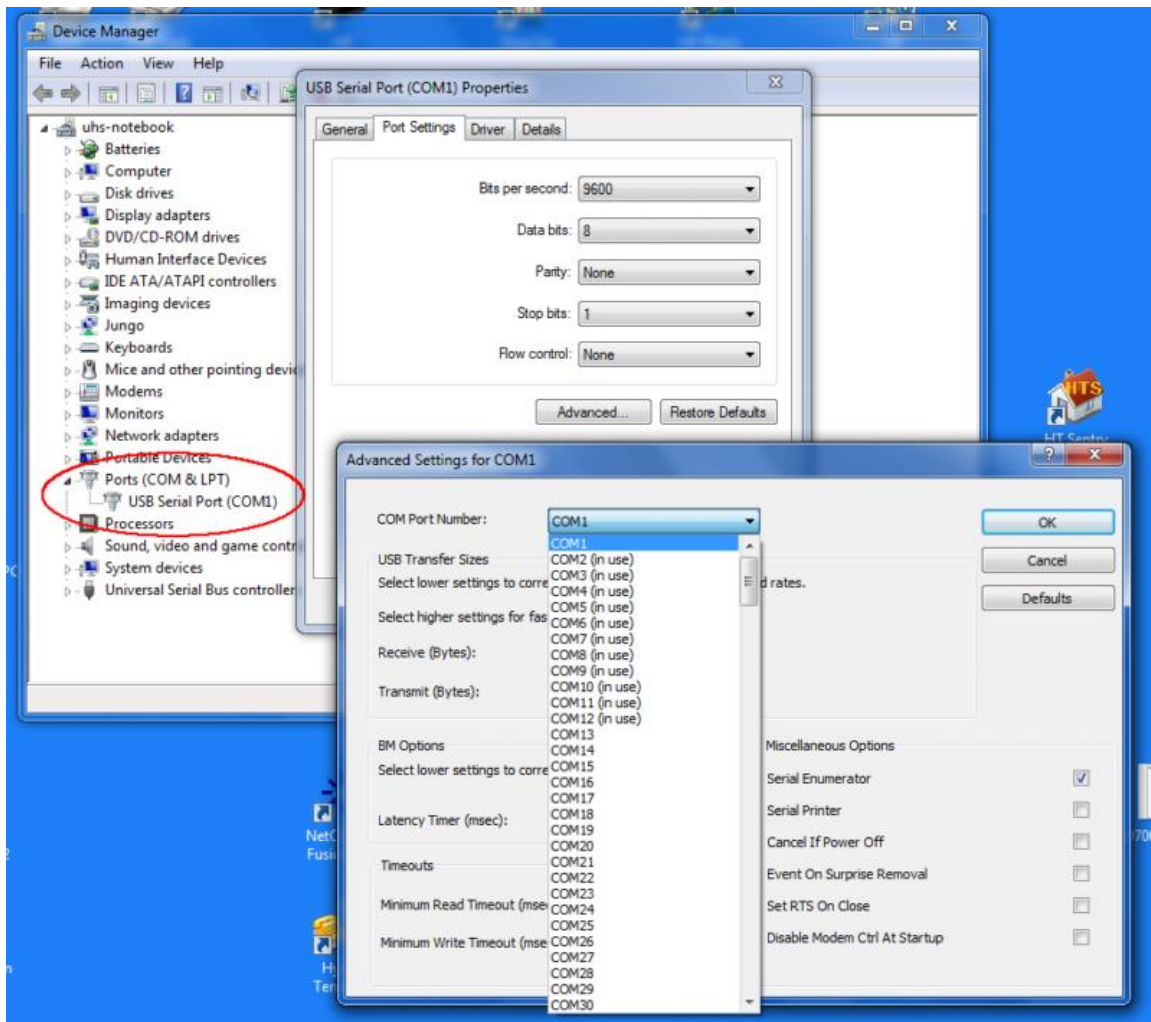 Device Manager
File Action View Help
uhs-notebook
Batteries
Computer
Disk drives
Display adapters
DVD/CD-ROM drives
Human Interface Devices
IDE ATA/ATAPI controllers
Imaging devices
Jungo
Keyboards
Mice and other pointing devi
Modems
Monitors
Network adapters
Portable Devices
Ports (COM & LPT)
USB Serial Port (COM1)
Processors
Sound, video and game contr
System devices
Universal Serial Bus controller
USB Serial Port (COM1) Properties
General Port Settings Driver Details
Bits per second: 9600
Data bits: 8
Parity: None
Stop bits: 1
Flow control: None
Advanced... Restore Defaults
HTS
HT Sentry
Advanced Settings for COM1
COM Port Number: COM1
COM1
COM2 (in use)
COM3 (in use)
COM4 (in use)
COM5 (in use)
COM6 (in use)
COM7 (in use)
COM8 (in use)
COM9 (in use)
COM10 (in use)
COM11 (in use)
COM12 (in use)
COM13
COM14
COM15
COM16
COM17
COM18
COM19
COM20
COM21
COM22
COM23
COM24
COM25
COM26
COM27
COM28
COM29
COM30
USB Transfer Sizes
Select lower settings to corre d rates.
Select higher settings for fas
Receive (Bytes):
Transmit (Bytes):
BM Options
Select lower settings to corre
Latency Timer (msec):
Timeouts
Minimum Read Timeout (mse
Minimum Write Timeout (mse
OK
Cancel
Defaults
Miscellaneous Options
Serial Enumerator
Serial Printer
Cancel If Power Off
Event On Surprise Removal
Set RTS On Close
Disable Modem Ctrl At Startup
NetC
Fusi
Hy
Ter